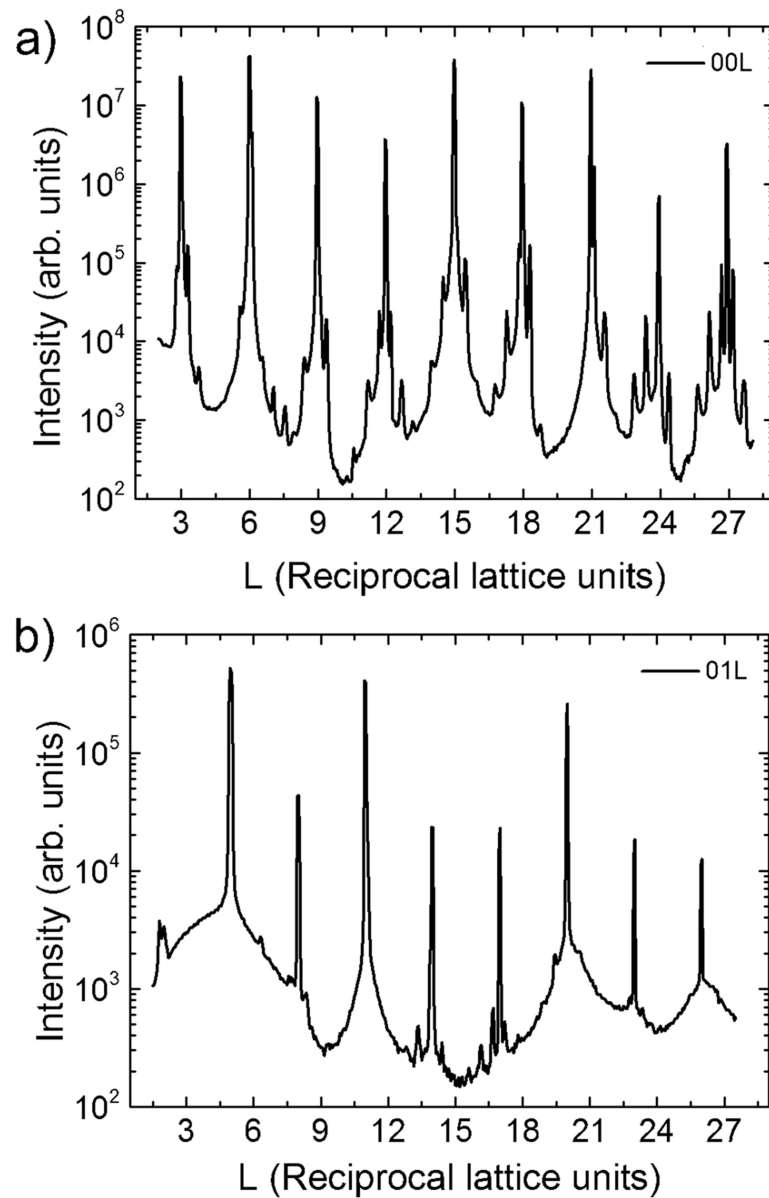 a)
Intensity (arb. units)
10^8
10^7
10^6
10^5
10^4
10^3
10^2
00L
3 6 9 12 15 18 21 24 27
L (Reciprocal lattice units)
b)
Intensity (arb. units)
10^6
10^5
10^4
10^3
10^2
01L
3 6 9 12 15 18 21 24 27
L (Reciprocal lattice units)